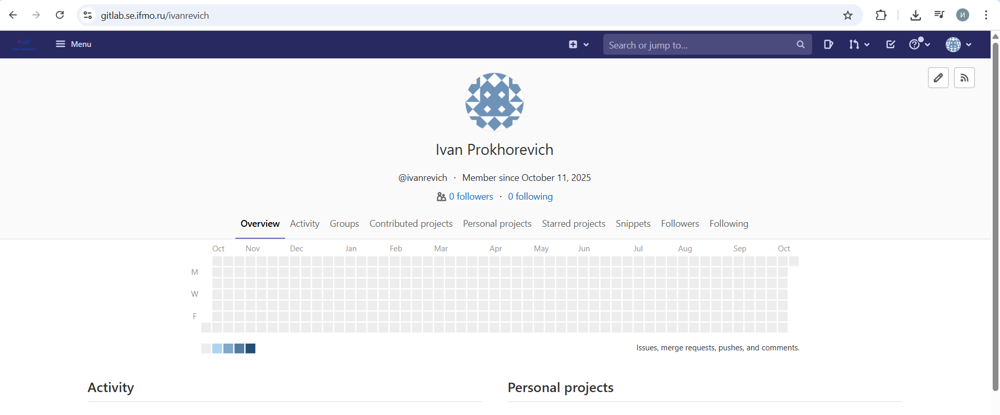 gitlab.se.ifmo.ru/ivanrevich
И
Menu
Search or jump to...
Ivan Prokhorevich
@ivanrevich · Member since October 11, 2025
0 followers · 0 following
Overview Activity Groups Contributed projects Personal projects Starred projects Snippets Followers Following
Oct Nov Dec Jan Feb Mar Apr May Jun Jul Aug Sep Oct
M
W
F
Issues, merge requests, pushes, and comments.
Activity Personal projects